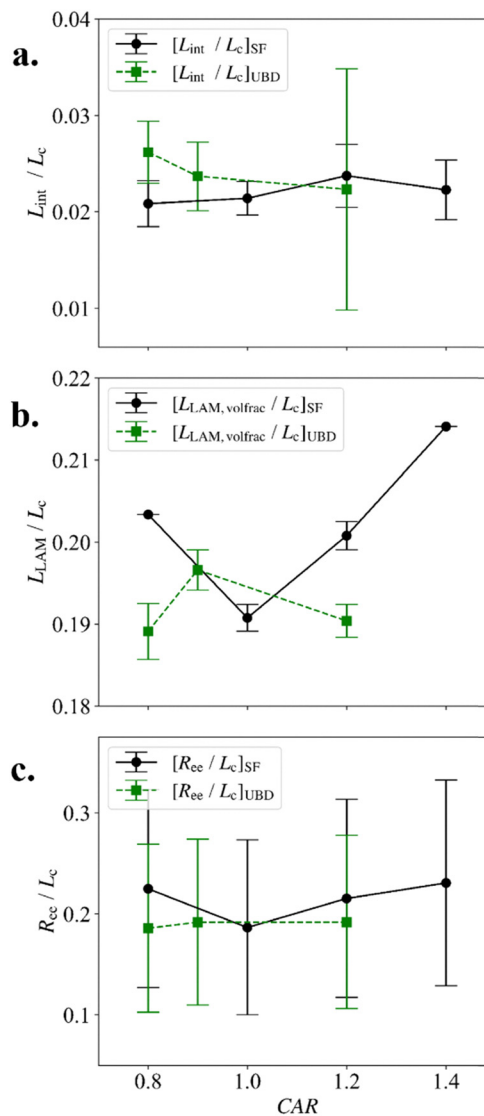 a.
[L_int / L_c]_SF
[L_int / L_c]_UBD
L_int / L_c
0.04
0.03
0.02
0.01
b.
[L_LAM, volfrac / L_c]_SF
[L_LAM, volfrac / L_c]_UBD
L_LAM / L_c
0.22
0.21
0.20
0.19
0.18
c.
[R_ee / L_c]_SF
[R_ee / L_c]_UBD
R_ee / L_c
0.3
0.2
0.1
0.8 1.0 1.2 1.4
CAR